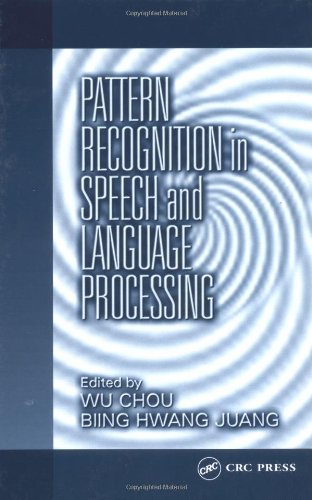 PATTERN
RECOGNITION in
SPEECH and
LANGUAGE
PROCESSING
Edited by
WU CHOU
BIING HWANG JUANG
CRC CRC PRESS